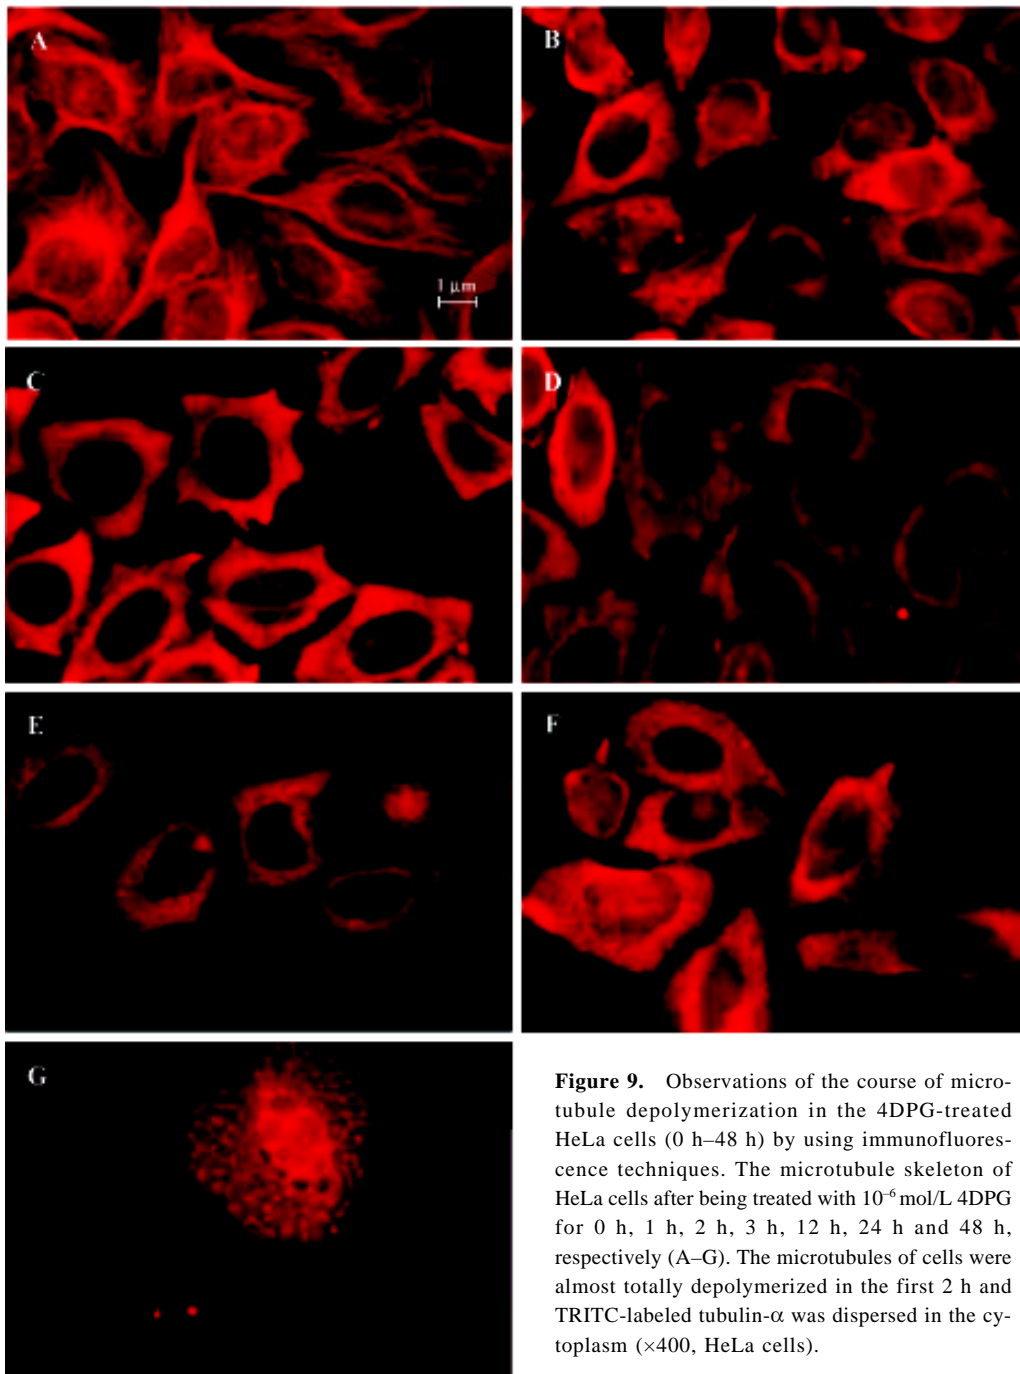 A
B
1 μm
C
D
E
F
G
Figure 9. Observations of the course of micro-
tubule depolymerization in the 4DPG-treated
HeLa cells (0 h–48 h) by using immunofluores-
cence techniques. The microtubule skeleton of
HeLa cells after being treated with 10⁻⁶ mol/L 4DPG
for 0 h, 1 h, 2 h, 3 h, 12 h, 24 h and 48 h,
respectively (A–G). The microtubules of cells were
almost totally depolymerized in the first 2 h and
TRITC-labeled tubulin-α was dispersed in the cy-
toplasm (×400, HeLa cells).